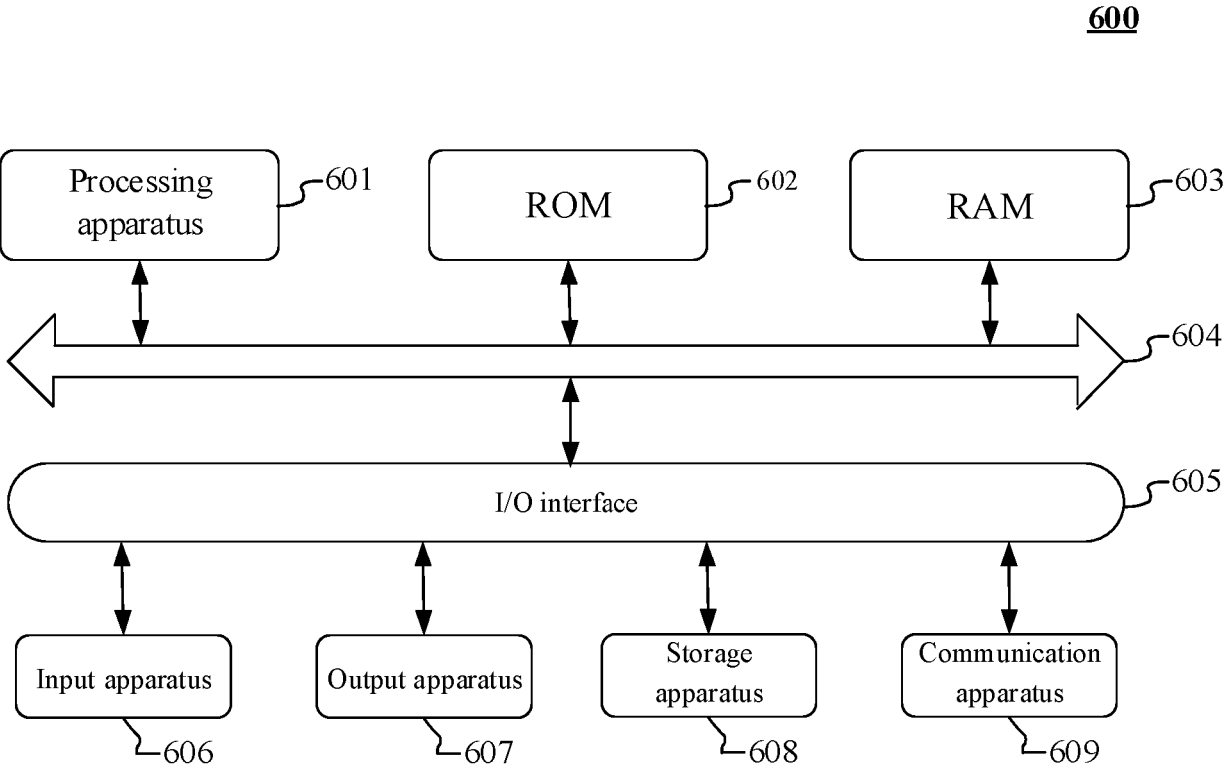 600
Processing
apparatus
601
ROM
602
RAM
603
604
I/O interface
605
Input apparatus
Output apparatus
Storage
apparatus
Communication
apparatus
606
607
608
609